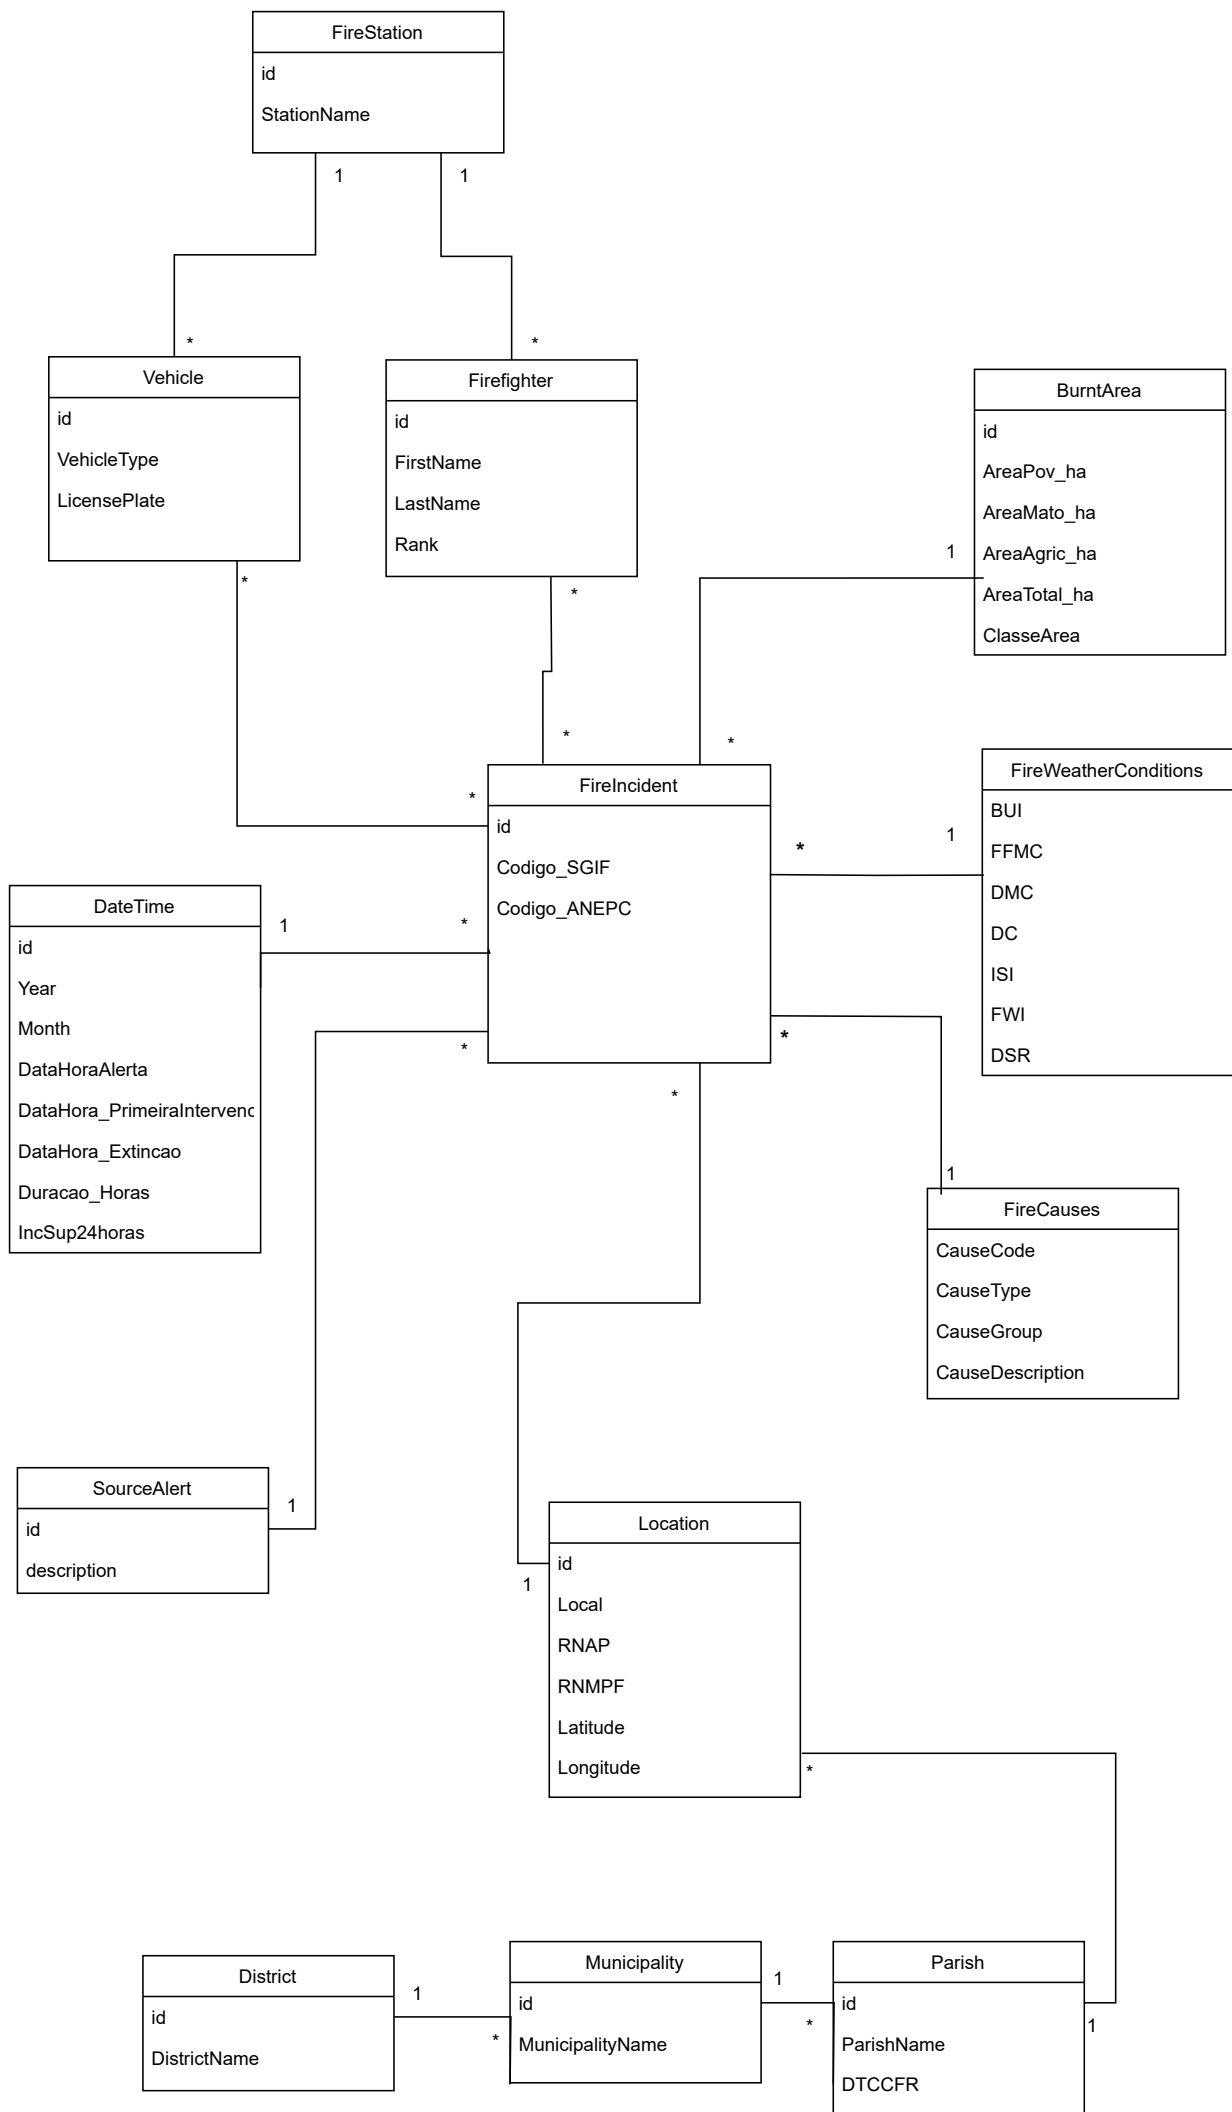 FireStation
id
StationName
1
1
*
*
Vehicle
id
VehicleType
LicensePlate
*
Firefighter
id
FirstName
LastName
Rank
*
*
BurntArea
id
AreaPov_ha
AreaMato_ha
AreaAgric_ha
AreaTotal_ha
ClasseArea
1
*
FireIncident
id
Codigo_SGIF
Codigo_ANEPC
*
*
*
*
*
*
FireWeatherConditions
BUI
FFMC
DMC
DC
ISI
FWI
DSR
1
DateTime
id
Year
Month
DataHoraAlerta
DataHora_PrimeiraIntervenc
DataHora_Extincao
Duracao_Horas
IncSup24horas
1
1
FireCauses
CauseCode
CauseType
CauseGroup
CauseDescription
SourceAlert
id
description
1
Location
id
Local
RNAP
RNMPF
Latitude
Longitude
1
*
District
id
DistrictName
1
*
Municipality
id
MunicipalityName
1
*
Parish
id
ParishName
DTCCFR
1